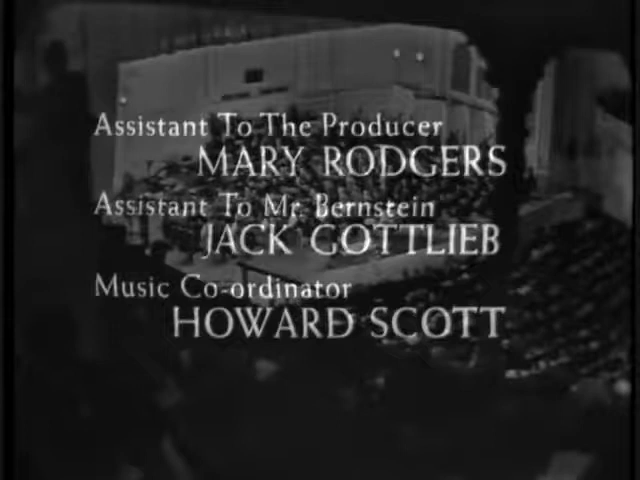 Assistant To The Producer
MARY RODGERS
Assistant To Mr. Bernstein
JACK GOTTLIEB
Music Co-ordinator
HOWARD SCOTT